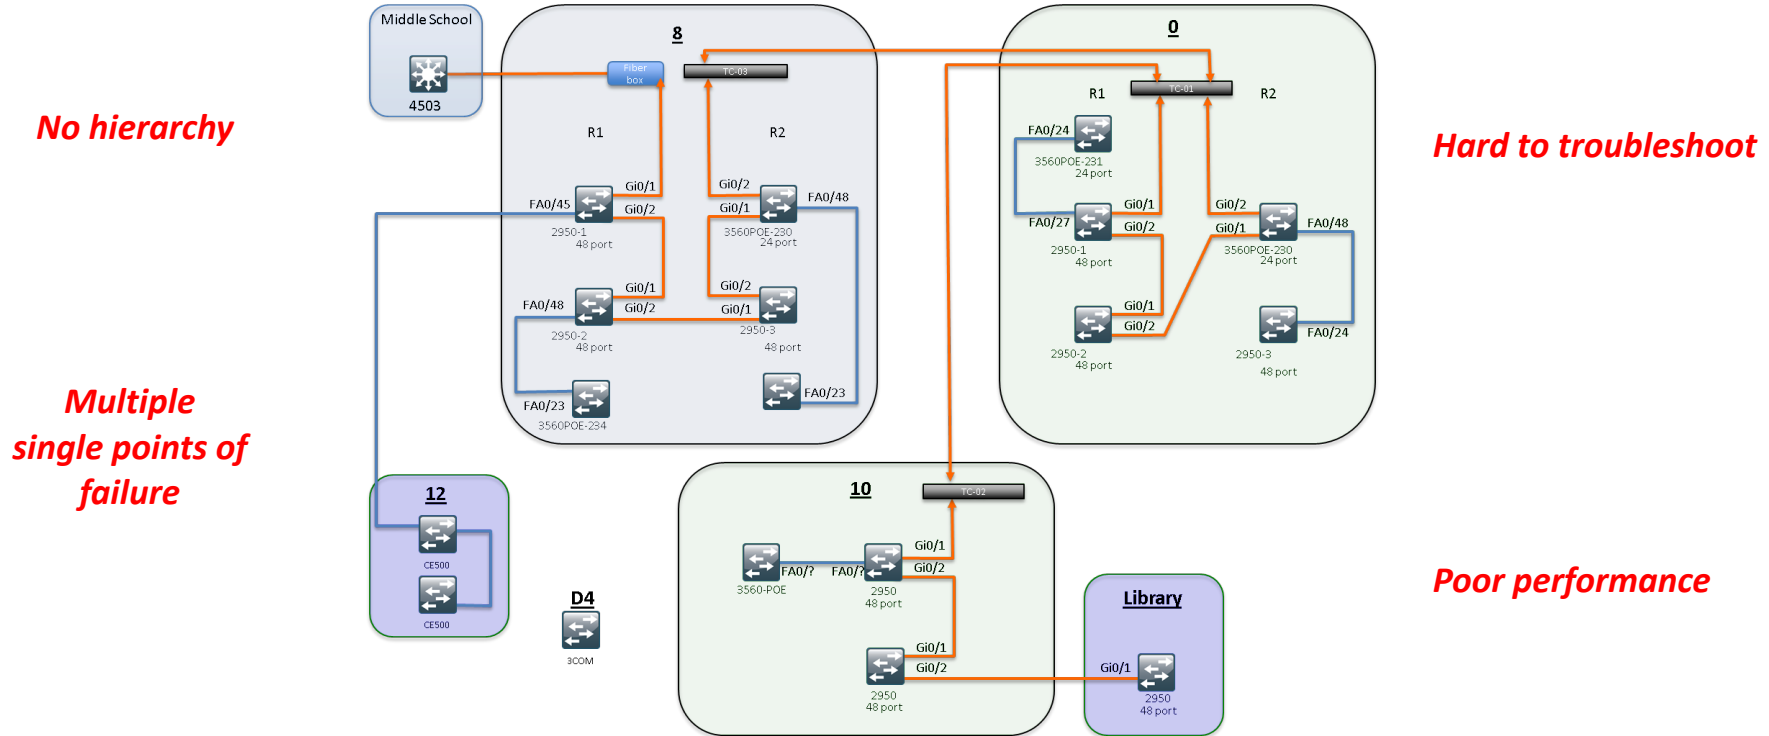 Middle School
4503
No hierarchy
Multiple
single points of
failure
Hard to troubleshoot
Poor performance
8
Fiber
box
TC-03
R1
R2
Gi0/1
Gi0/2
FA0/45
2950-1
48 port
Gi0/2
Gi0/1
FA0/48
3560POE-230
24 port
FA0/48
Gi0/1
Gi0/2
2950-2
48 port
Gi0/2
Gi0/1
2950-3
48 port
FA0/23
3560POE-234
FA0/23
0
TC-01
R1
R2
FA0/24
3560POE-231
24 port
FA0/27
Gi0/1
Gi0/2
2950-1
48 port
Gi0/2
Gi0/1
FA0/48
3560POE-230
24 port
Gi0/1
Gi0/2
2950-2
48 port
FA0/24
2950-3
48 port
12
CE500
CE500
D4
3COM
10
TC-02
3560-POE
FA0/?
FA0/?
Gi0/1
Gi0/2
2950
48 port
Gi0/1
Gi0/2
2950
48 port
Library
Gi0/1
2950
48 port